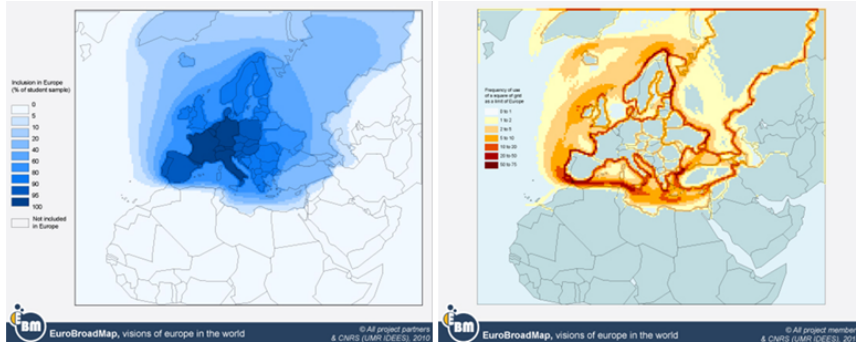 Inclusion in Europe
(% of student sample)
0
5
10
20
40
60
80
90
95
100
Not included
in Europe
EBM
EuroBroadMap, visions of europe in the world
© All project partners
& CNRS (UMR IDEES), 2010
Frequency of use
of a square of grid
as a limit of Europe
0 to 1
1 to 2
2 to 5
5 to 10
10 to 20
20 to 50
50 to 75
EBM
EuroBroadMap, visions of europe in the world
© All project member
& CNRS (UMR IDEES), 201